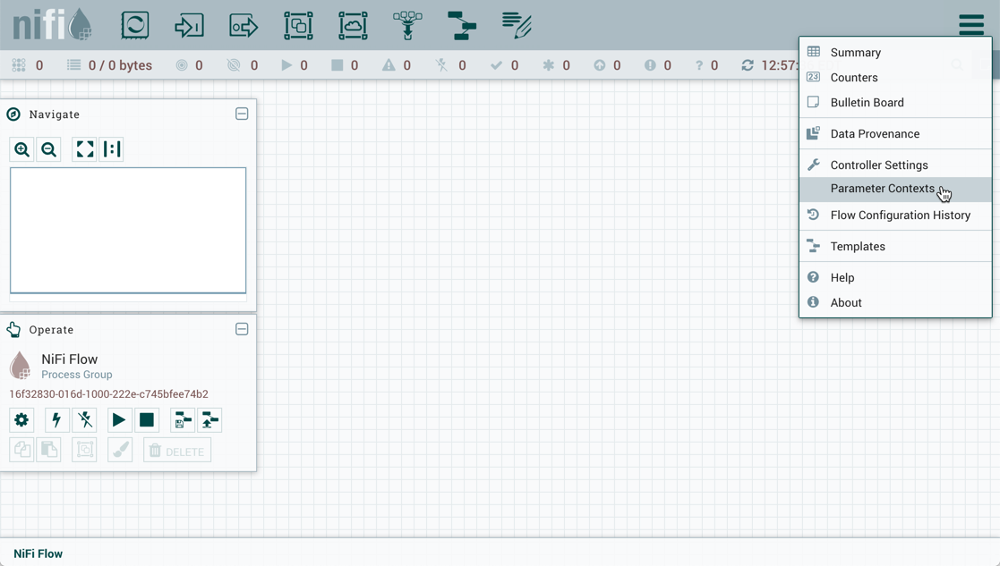 nifi
0
0 / 0 bytes
0
0
0
0
0
0
0
0
0
0
0
12:57:
Summary
23
Counters
Bulletin Board
Data Provenance
Controller Settings
Parameter Contexts
Flow Configuration History
Templates
Help
About
Navigate
Operate
NiFi Flow
Process Group
16f32830-016d-1000-222e-c745bfee74b2
DELETE
NiFi Flow